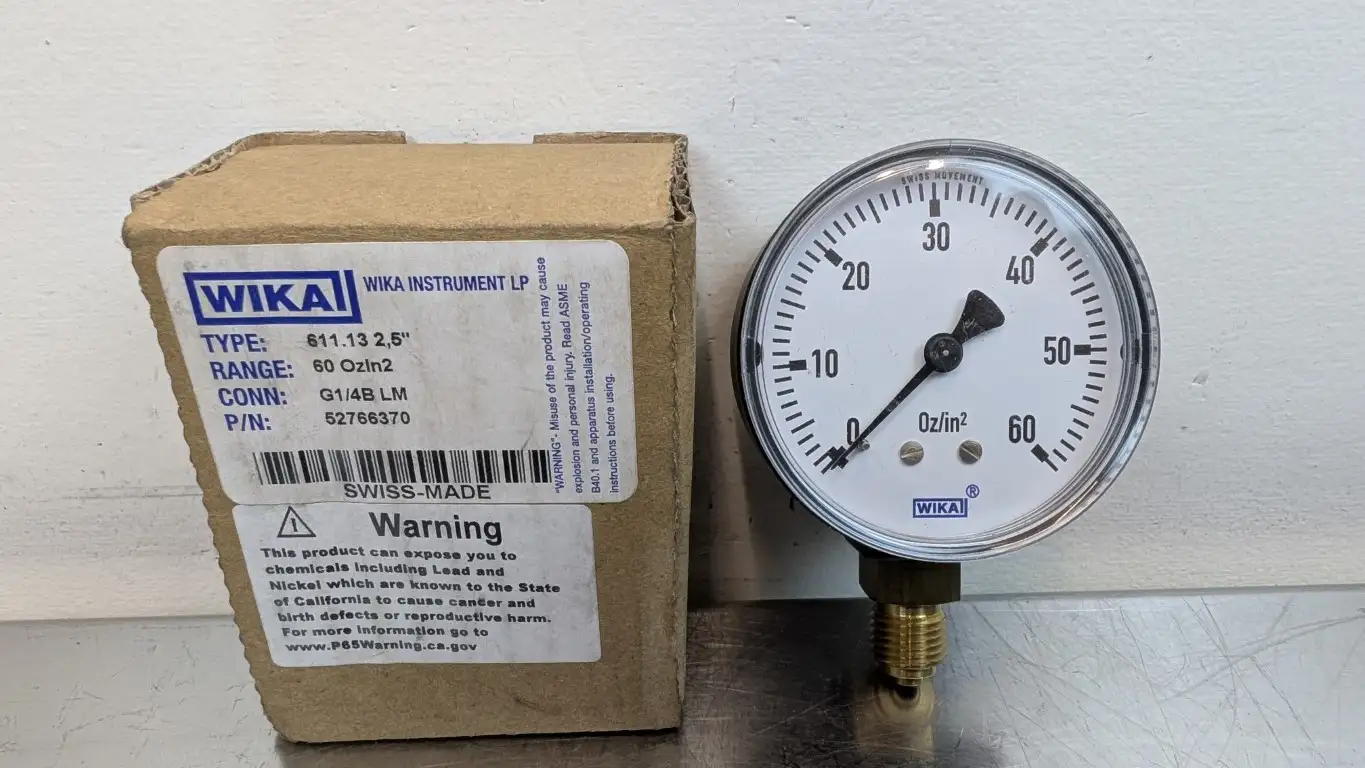 WIKA WIKA INSTRUMENT LP
TYPE: 611.13 2,5"
RANGE: 60 OzIn2
CONN: G1/4B LM
P/N: 52766370
SWISS-MADE
"WARNING"- Misuse of the product may cause
explosion and personal injury. Read ASME
B40.1 and apparatus installation/operating
instructions before using.
Warning
This product can expose you to
chemicals including Lead and
Nickel which are known to the State
of California to cause cancer and
birth defects or reproductive harm.
For more information go to
www.P65Warning.ca.gov
SWISS MOVEMENT
0
10
20
30
40
50
60
Oz/in²
WIKA ®